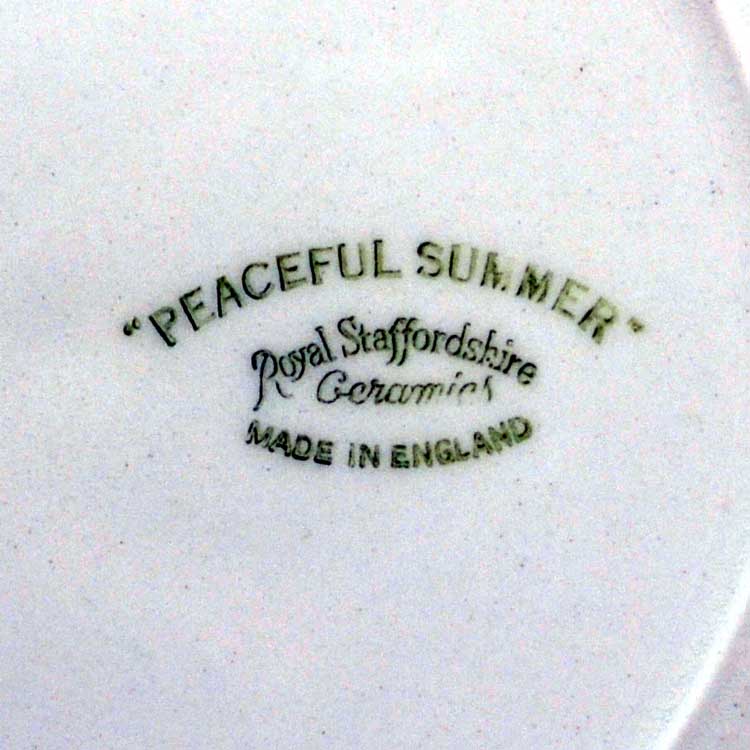 "PEACEFUL SUMMER"
Royal Staffordshire
Ceramics
MADE IN ENGLAND